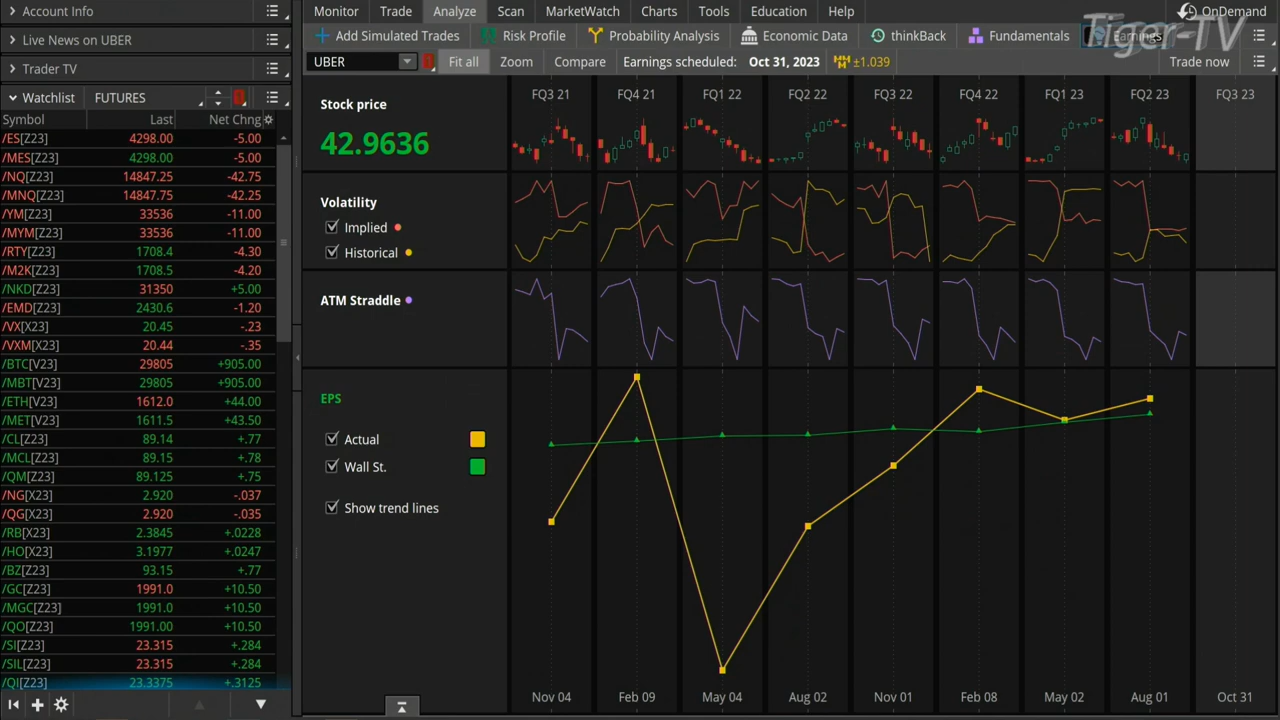 Account Info
Live News on UBER
Trader TV
Watchlist FUTURES
Symbol Last Net Chng
/ES[Z23] 4298.00 -5.00
/MES[Z23] 4298.00 -5.00
/NQ[Z23] 14847.25 -42.75
/MNQ[Z23] 14847.75 -42.25
/YM[Z23] 33536 -11.00
/MYM[Z23] 33536 -11.00
/RTY[Z23] 1708.4 -4.30
/M2K[Z23] 1708.5 -4.20
/NKD[Z23] 31350 +5.00
/EMD[Z23] 2430.6 -1.20
/VX[X23] 20.45 -.23
/VXM[X23] 20.44 -.35
/BTC[V23] 29805 +905.00
/MBT[V23] 29805 +905.00
/ETH[V23] 1612.0 +44.00
/MET[V23] 1611.5 +43.50
/CL[Z23] 89.14 +.77
/MCL[Z23] 89.15 +.78
/QM[Z23] 89.125 +.75
/NG[X23] 2.920 -.037
/QG[X23] 2.920 -.035
/RB[X23] 2.3845 +.0228
/HO[X23] 3.1977 +.0247
/BZ[Z23] 93.15 +.77
/GC[Z23] 1991.0 +10.50
/MGC[Z23] 1991.0 +10.50
/QO[Z23] 1991.00 +10.50
/SI[Z23] 23.315 +.284
/SIL[Z23] 23.315 +.284
/QI[Z23] 23.3375 +.3125
Monitor Trade Analyze Scan MarketWatch Charts Tools Education Help OnDemand
Tiger-TV
Add Simulated Trades Risk Profile Probability Analysis Economic Data thinkBack Fundamentals Earnings
UBER Fit all Zoom Compare Earnings scheduled: Oct 31, 2023 ±1.039 Trade now
FQ3 21 FQ4 21 FQ1 22 FQ2 22 FQ3 22 FQ4 22 FQ1 23 FQ2 23 FQ3 23
Stock price
42.9636
Volatility
Implied
Historical
ATM Straddle
EPS
Actual
Wall St.
Show trend lines
Nov 04 Feb 09 May 04 Aug 02 Nov 01 Feb 08 May 02 Aug 01 Oct 31